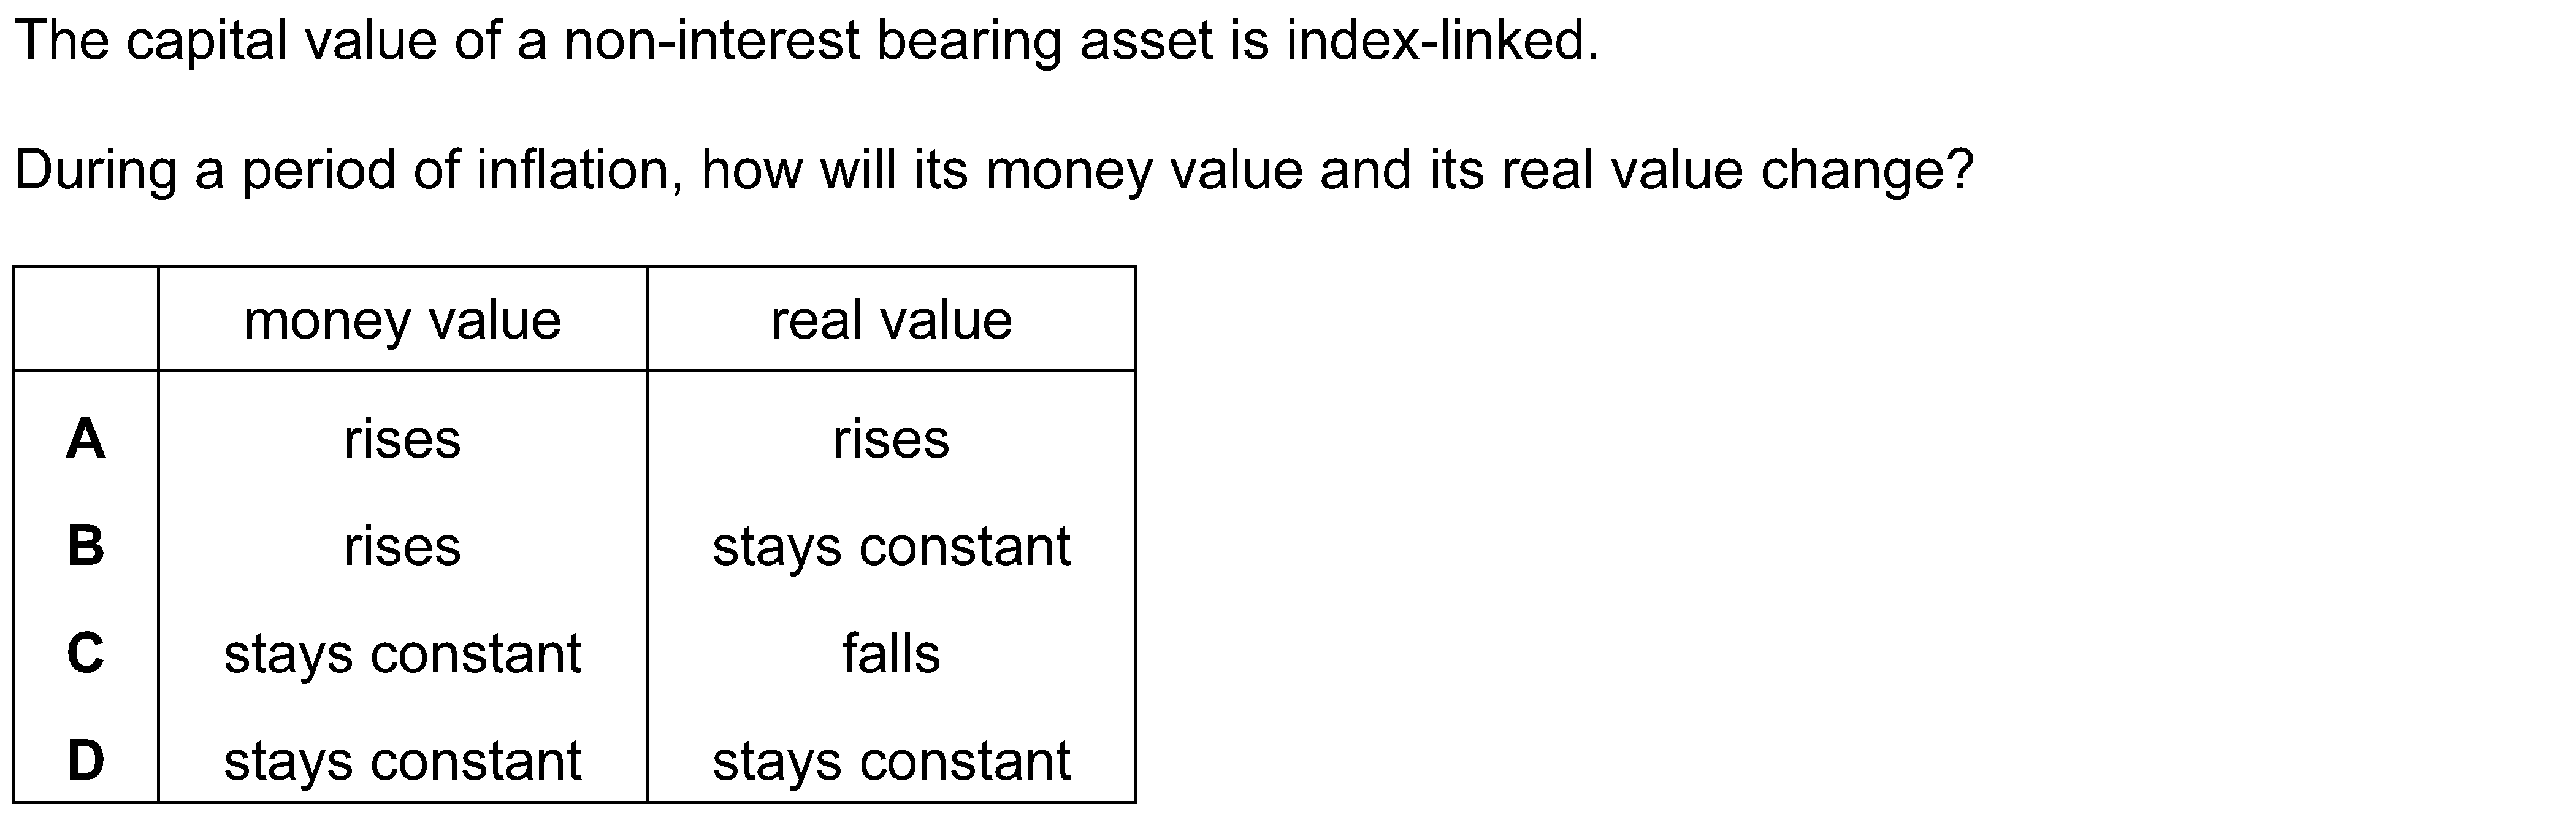 The capital value of a non-interest bearing asset is index-linked.
During a period of inflation, how will its money value and its real value change?
money value real value
A rises rises
B rises stays constant
C stays constant falls
D stays constant stays constant